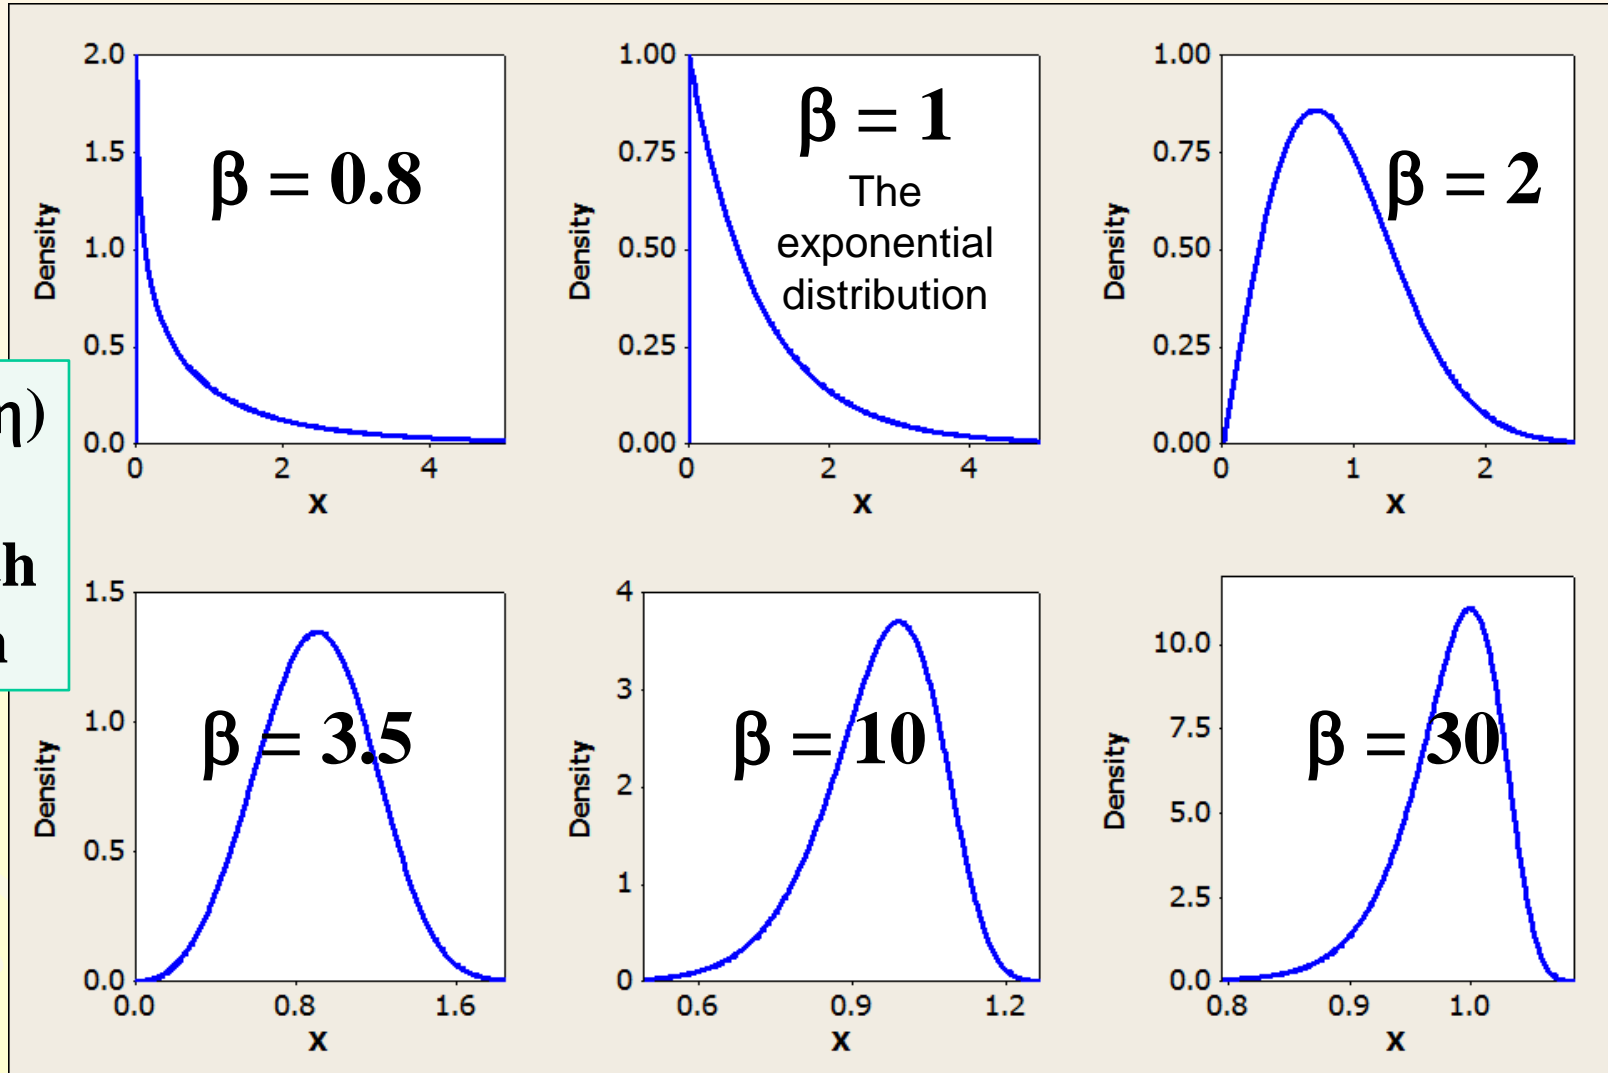 2.0
1.5
1.0
0.5
0.0
0 2 4
Density
X
β = 0.8
1.00
0.75
0.50
0.25
0.00
0 2 4
Density
X
β = 1
The
exponential
distribution
1.00
0.75
0.50
0.25
0.00
0 1 2
Density
X
β = 2
η)
h
1.5
1.0
0.5
0.0
0.0 0.8 1.6
Density
X
β = 3.5
4
3
2
1
0
0.6 0.9 1.2
Density
X
β = 10
10.0
7.5
5.0
2.5
0.0
0.8 0.9 1.0
Density
X
β = 30